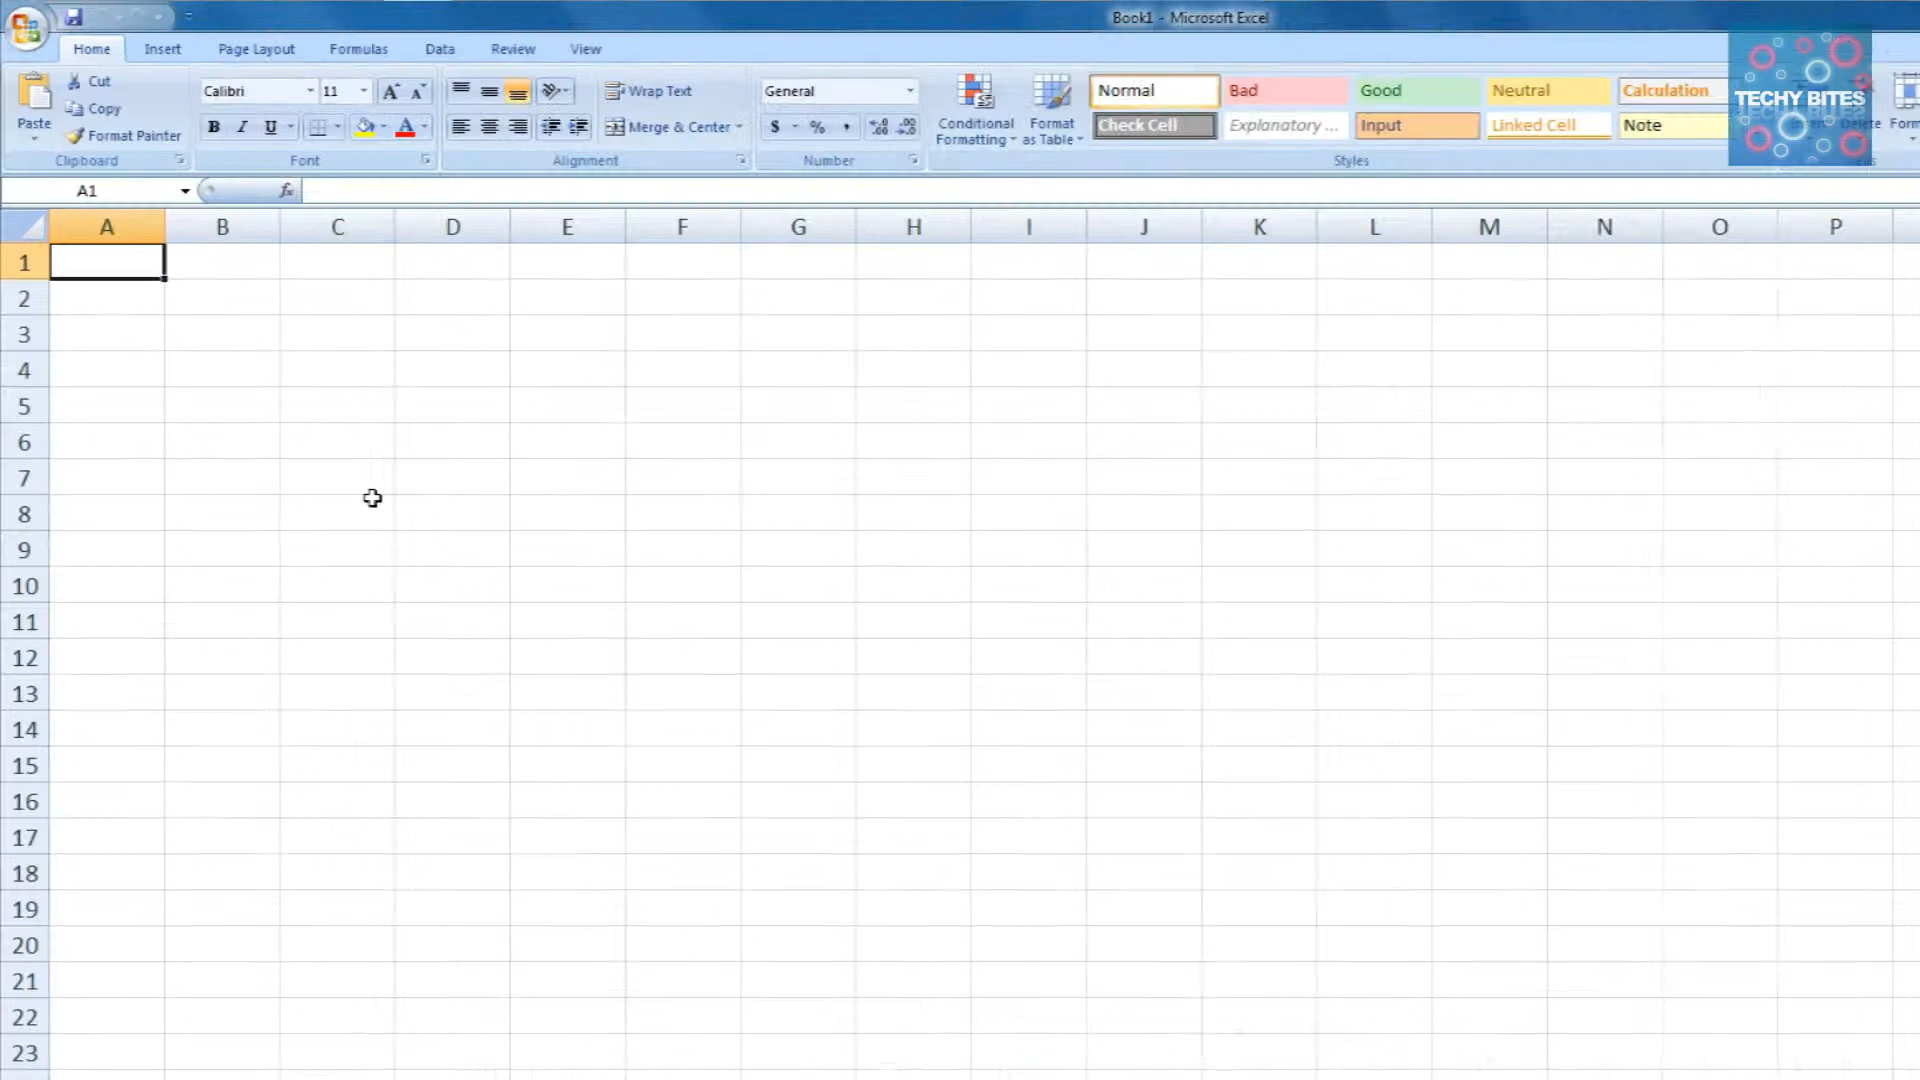 Book1 - Microsoft Excel
Home Insert Page Layout Formulas Data Review View
Paste
Cut
Copy
Format Painter
Clipboard
Calibri 11
B I U
Font
Wrap Text
Merge & Center
Alignment
General
$ % ,
Number
Conditional Formatting
Format as Table
Normal Bad Good Neutral Calculation
Check Cell Explanatory ... Input Linked Cell Note
Styles
TECHY BITES
A1
fx
A B C D E F G H I J K L M N O P
1
2
3
4
5
6
7
8
9
10
11
12
13
14
15
16
17
18
19
20
21
22
23